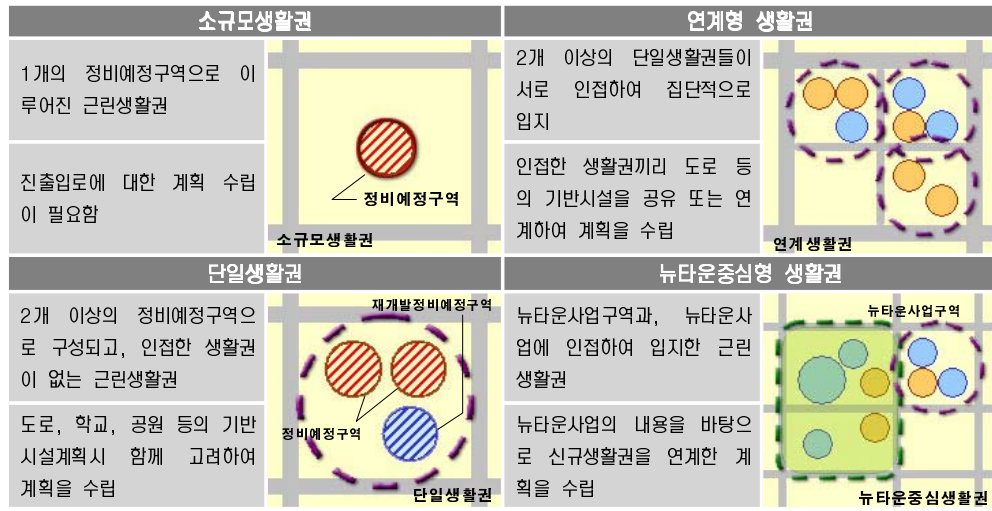 소규모생활권
1개의 정비예정구역으로 이
루어진 근린생활권
진출입로에 대한 계획 수립
이 필요함
정비예정구역
소규모생활권
연계형 생활권
2개 이상의 단일생활권들이
서로 인접하여 집단적으로
입지
인접한 생활권끼리 도로 등
의 기반시설을 공유 또는 연
계하여 계획을 수립
연계생활권
단일생활권
2개 이상의 정비예정구역으
로 구성되고, 인접한 생활권
이 없는 근린생활권
도로, 학교, 공원 등의 기반
시설계획시 함께 고려하여
계획을 수립
재개발정비예정구역
정비예정구역
단일생활권
뉴타운중심형 생활권
뉴타운사업구역과, 뉴타운사
업에 인접하여 입지한 근린
생활권
뉴타운사업의 내용을 바탕으
로 신규생활권을 연계한 계
획을 수립
뉴타운사업구역
뉴타운중심생활권